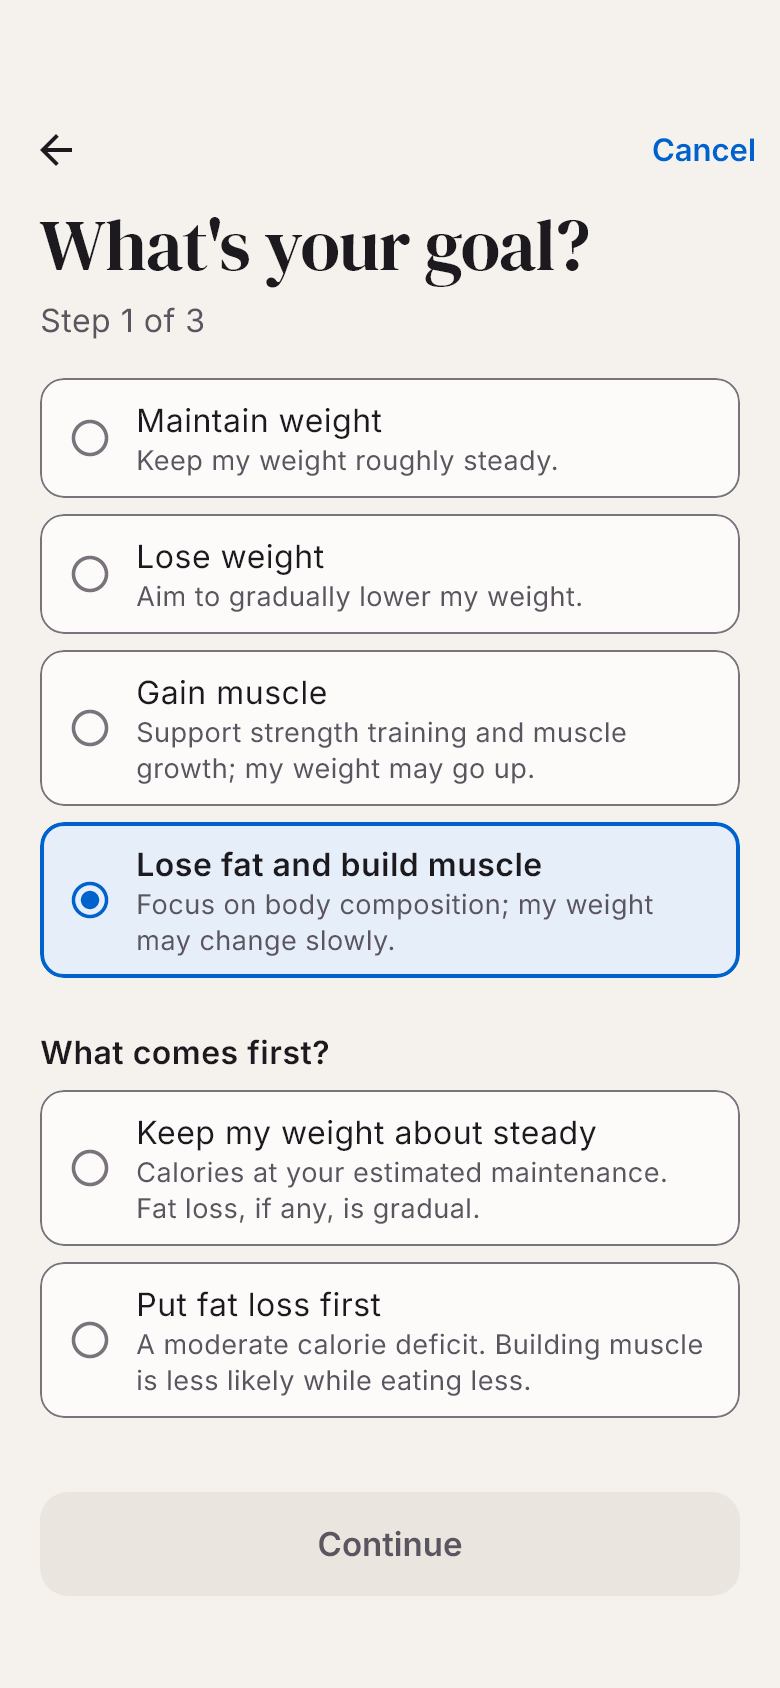 Cancel
What's your goal?
Step 1 of 3
Maintain weight
Keep my weight roughly steady.
Lose weight
Aim to gradually lower my weight.
Gain muscle
Support strength training and muscle
growth; my weight may go up.
Lose fat and build muscle
Focus on body composition; my weight
may change slowly.
What comes first?
Keep my weight about steady
Calories at your estimated maintenance.
Fat loss, if any, is gradual.
Put fat loss first
A moderate calorie deficit. Building muscle
is less likely while eating less.
Continue